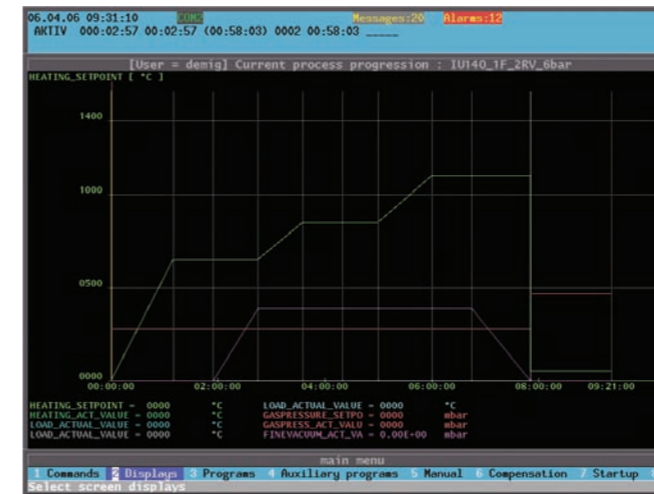 06.04.06 09:31:10 COM2 Messages:20 Alarms:12
AKTIV 000:02:57 00:02:57 (00:58:03) 0002 00:58:03 _____
[User = demig] Current process progression : IU140_1F_2RV_6bar
HEATING_SETPOINT [ °C ]
1400
1000
0500
0000
00:00:00 02:00:00 04:00:00 06:00:00 08:00:00 09:21:00
HEATING_SETPOINT = 0000 °C LOAD_ACTUAL_VALUE = 0000 °C
HEATING_ACT_VALUE = 0000 °C GASPRESSURE_SETPO = 0000 mbar
LOAD_ACTUAL_VALUE = 0000 °C GASPRESS_ACT_VALU = 0000 mbar
LOAD_ACTUAL_VALUE = 0000 °C FINEVACUUM_ACT_VA = 0.00E+00 mbar
main menu
1 Commands 2 Displays 3 Programs 4 Auxiliary programs 5 Manual 6 Compensation 7 Startup
Select screen displays